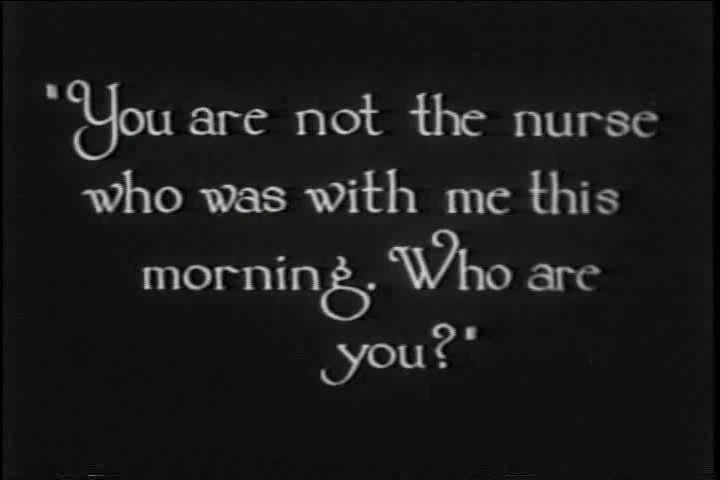 "You are not the nurse
who was with me this
morning. Who are
you?"